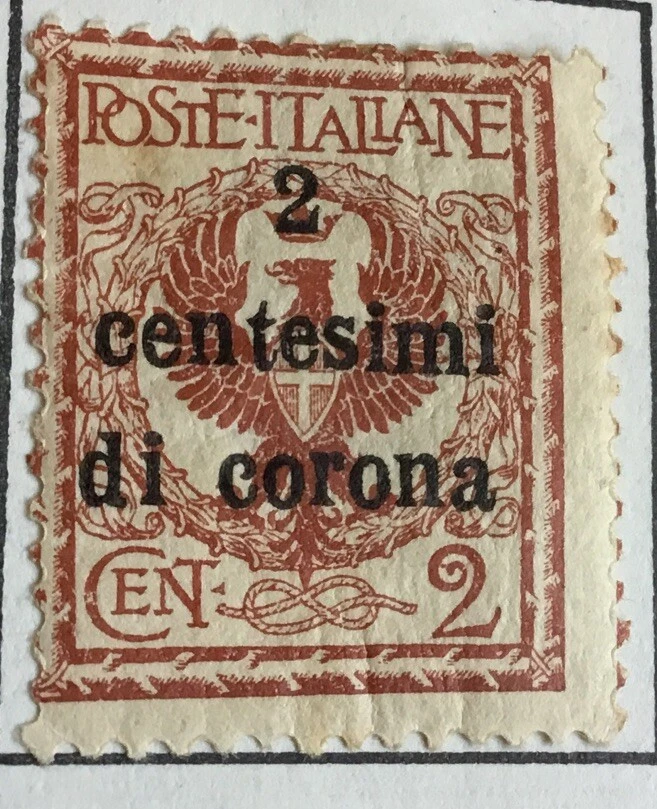 POSTE·ITALIANE
2
centesimi
di corona
CENT· 2